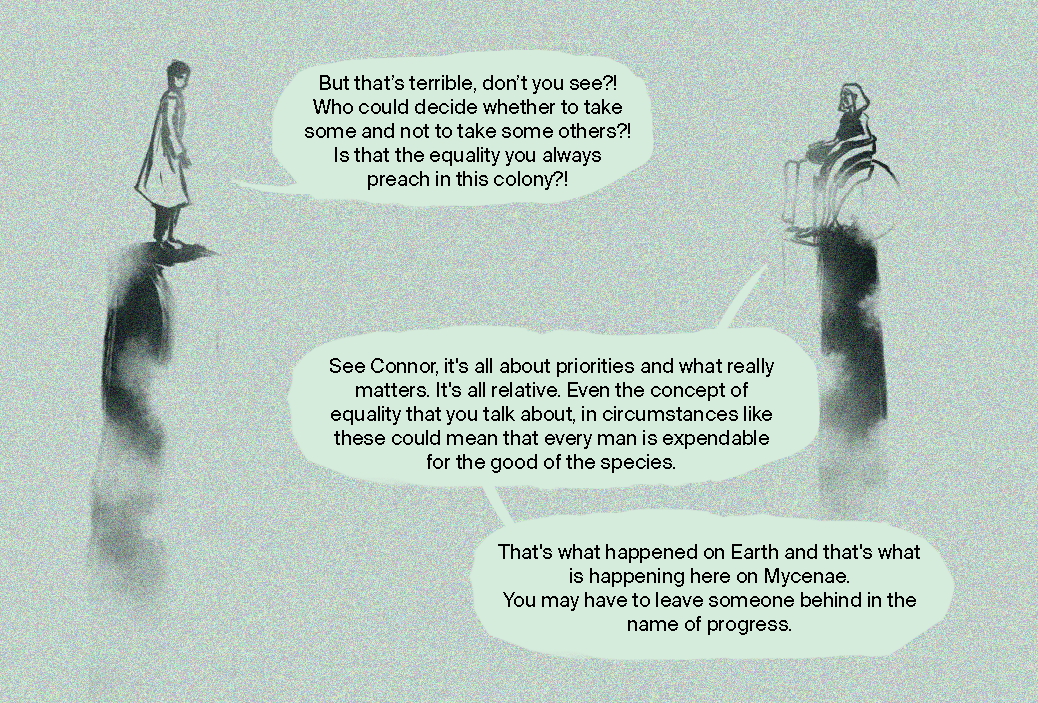 But that’s terrible, don’t you see?!
Who could decide whether to take
some and not to take some others?!
Is that the equality you always
preach in this colony?!
See Connor, it's all about priorities and what really
matters. It's all relative. Even the concept of
equality that you talk about, in circumstances like
these could mean that every man is expendable
for the good of the species.
That's what happened on Earth and that's what
is happening here on Mycenae.
You may have to leave someone behind in the
name of progress.